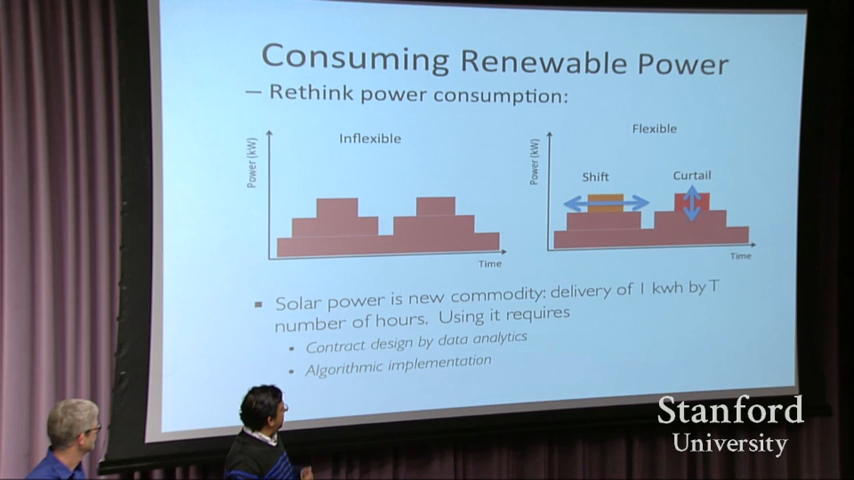 Consuming Renewable Power
– Rethink power consumption:
Inflexible
Power (kW)
Time
Flexible
Power (kW)
Shift
Curtail
Time
▪ Solar power is new commodity: delivery of 1 kwh by T
number of hours. Using it requires
• Contract design by data analytics
• Algorithmic implementation
Stanford
University